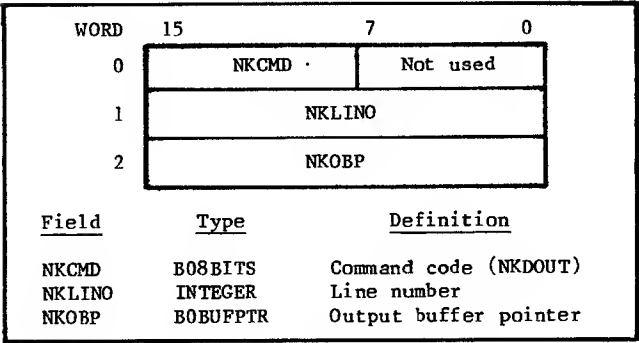 WORD 15 7 0
0 NKCMD Not used
1 NKLINO
2 NKOBP
Field Type Definition
NKCMD B08BITS Command code (NKDOUT)
NKLINO INTEGER Line number
NKOBP B0BUFPTR Output buffer pointer